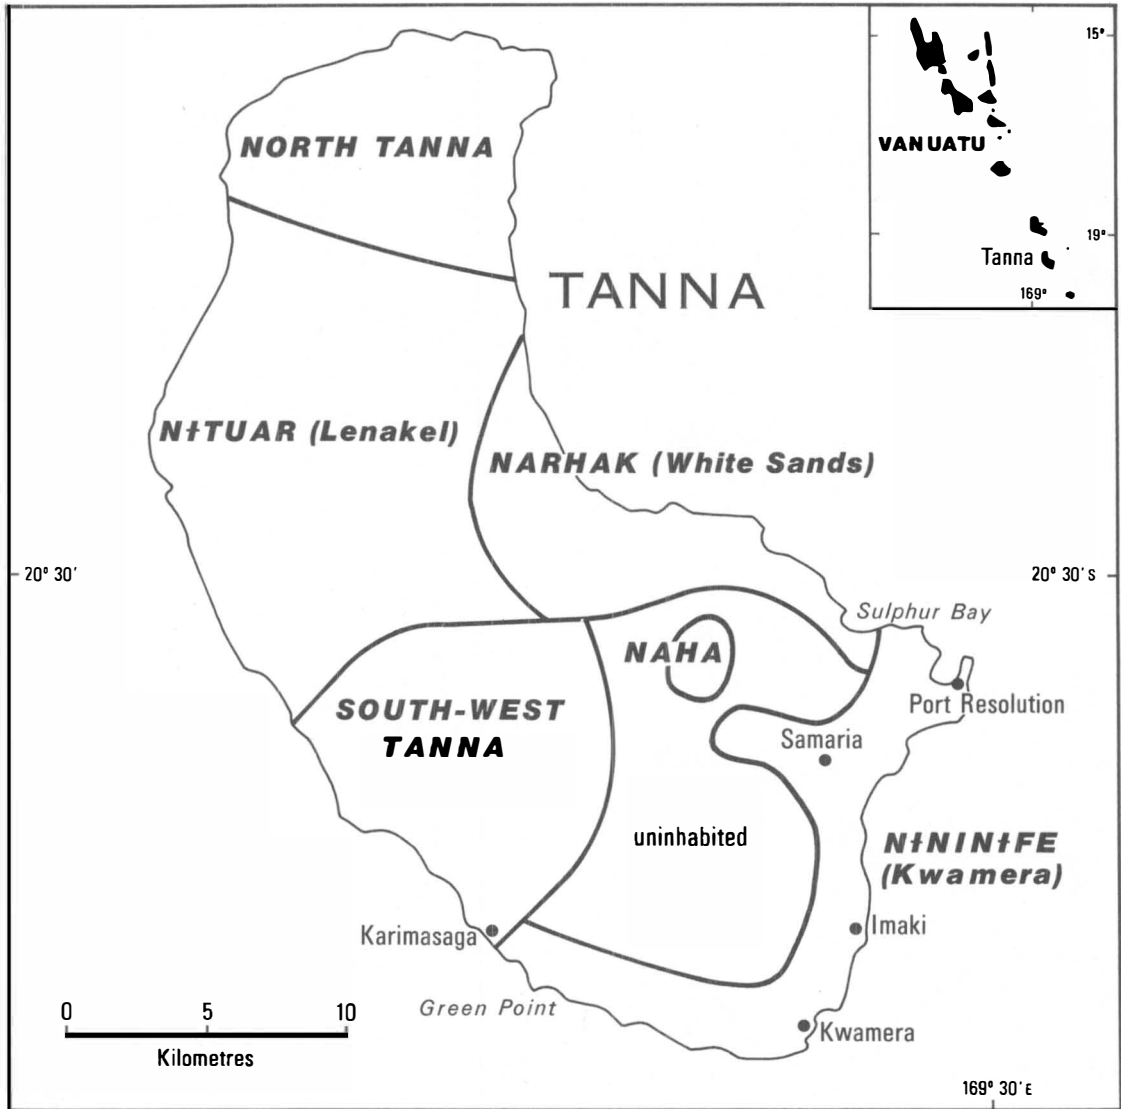 15°
VANUATU
19°
Tanna
169°
NORTH TANNA
TANNA
NɨTUAR (Lenakel)
NARHAK (White Sands)
20° 30'
20° 30' S
Sulphur Bay
NAHA
Port Resolution
SOUTH-WEST
TANNA
Samaria
uninhabited
NɨNINɨFE
(Kwamera)
Karimasaga
Imaki
Green Point
0 5 10
Kilometres
Kwamera
169° 30' E